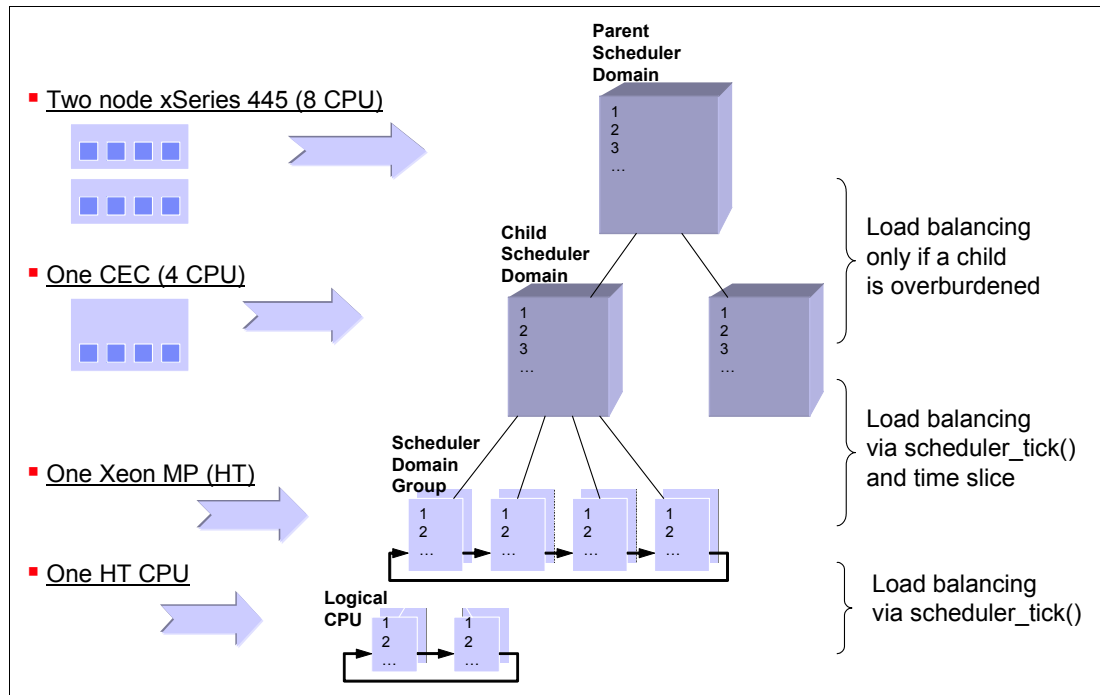 Parent
Scheduler
Domain
Two node xSeries 445 (8 CPU)
1
2
3
…
Child
Scheduler
Domain
Load balancing
only if a child
is overburdened
One CEC (4 CPU)
1
2
3
…
1
2
3
…
Load balancing
via scheduler_tick()
and time slice
Scheduler
Domain
Group
One Xeon MP (HT)
1
2
…
1
2
…
1
2
…
1
2
…
One HT CPU
Load balancing
via scheduler_tick()
Logical
CPU
1
2
…
1
2
…